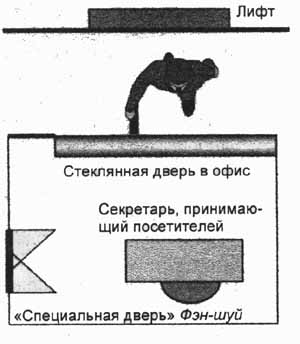 Лифт
Стеклянная дверь в офис
Секретарь, принимаю-
щий посетителей
«Специальная дверь» Фэн-шуй